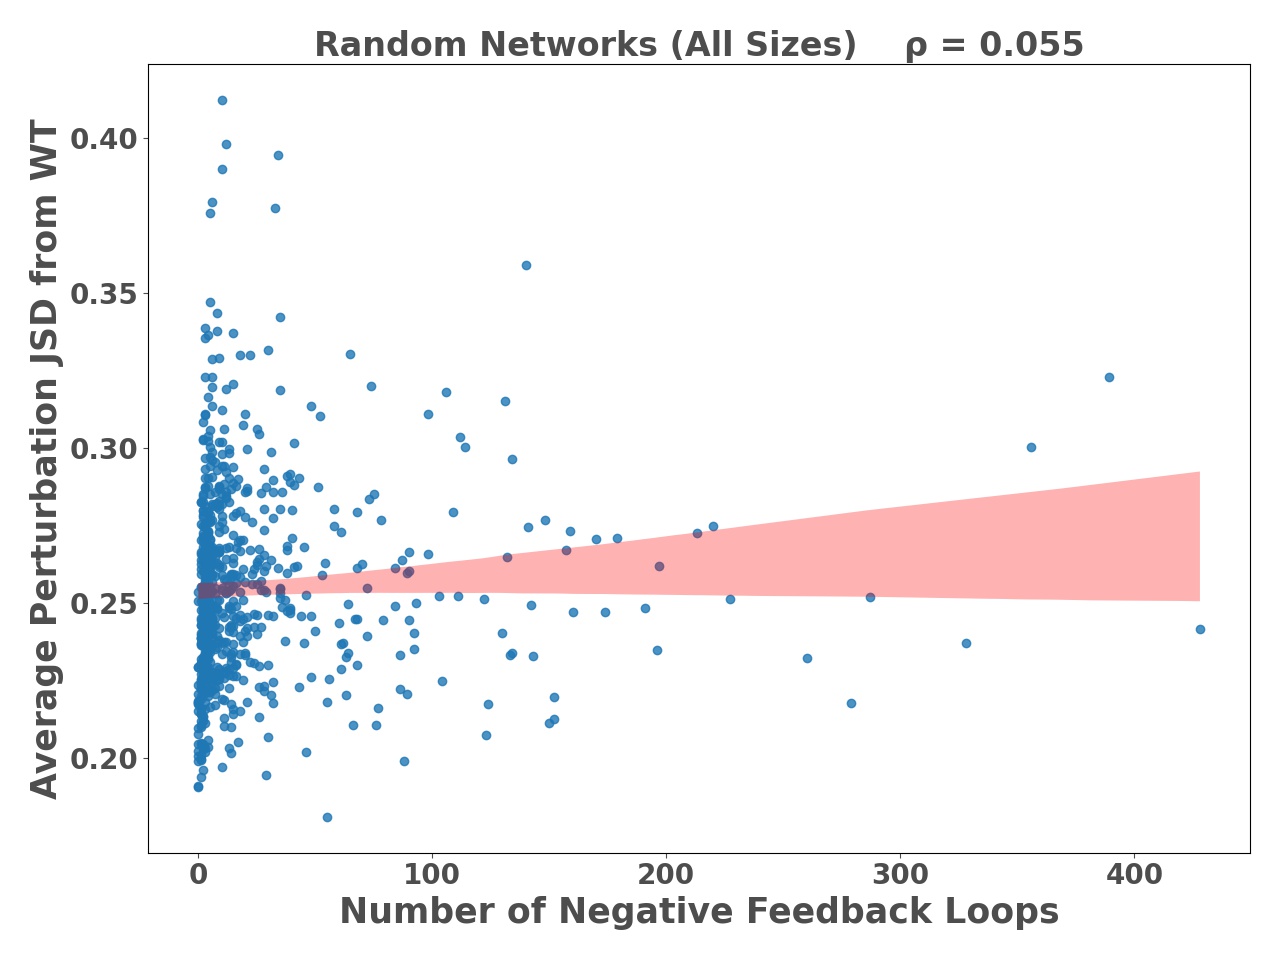 Random Networks (All Sizes) ρ = 0.055
Average Perturbation JSD from WT
0.40
0.35
0.30
0.25
0.20
0 100 200 300 400
Number of Negative Feedback Loops